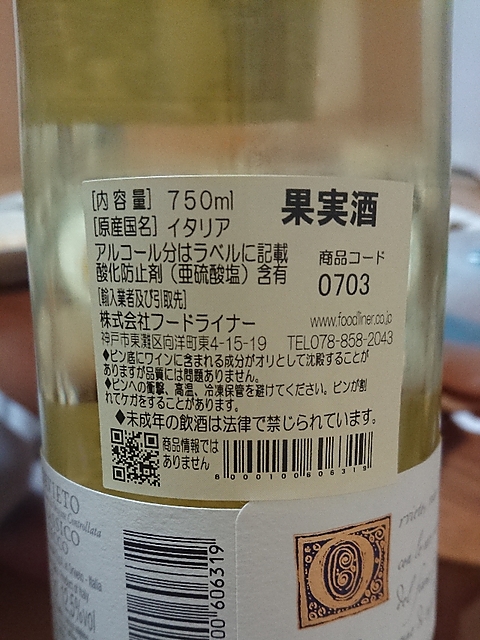 [内容量] 750ml
果実酒
[原産国名] イタリア
アルコール分はラベルに記載
酸化防止剤(亜硫酸塩)含有
商品コード
0703
[輸入業者及び引取先]
株式会社フードライナー
www.foodliner.co.jp
神戸市東灘区向洋町東4-15-19 TEL078-858-2043
●ビン底にワインに含まれる成分がオリとして沈殿することが
ありますが品質には問題ありません。
●ビンへの衝撃、高温、冷凍保管を避けてください。ビンが割
れてケガをすることがあります。
◆未成年の飲酒は法律で禁じられています。
商品情報では
ありません
8000100606315
VIETO
Controllata
SICO
Italia
2,5%vol
00 606319
O